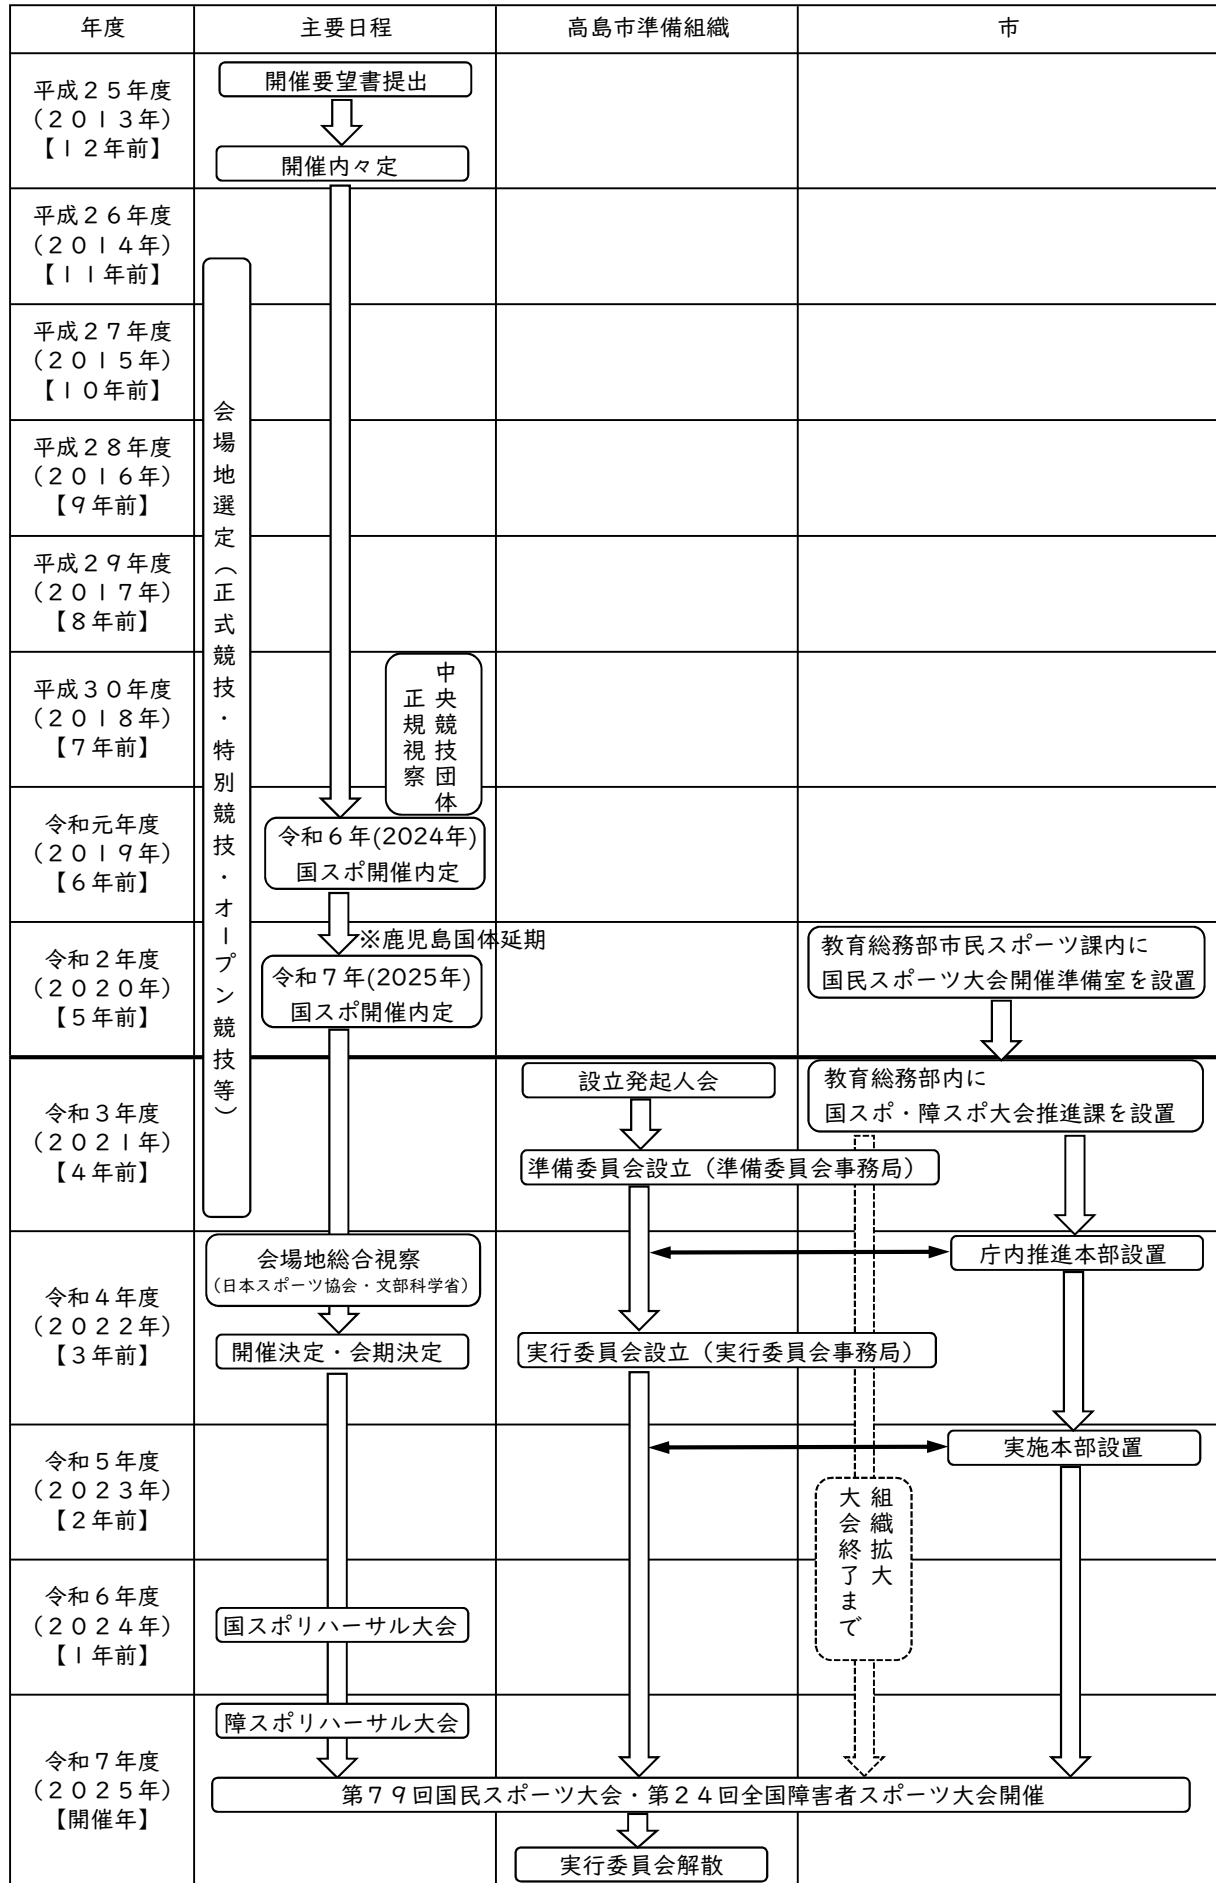 年度
主要日程
高島市準備組織
市
平成２５年度
（２０１３年）
【１２年前】
開催要望書提出
開催内々定
平成２６年度
（２０１４年）
【１１年前】
会場地選定（正式競技・特別競技・オープン競技等）
平成２７年度
（２０１５年）
【１０年前】
平成２８年度
（２０１６年）
【９年前】
平成２９年度
（２０１７年）
【８年前】
平成３０年度
（２０１８年）
【７年前】
中央競技団体
正規視察
令和元年度
（２０１９年）
【６年前】
令和６年(2024年)
国スポ開催内定
令和２年度
（２０２０年）
【５年前】
※鹿児島国体延期
令和７年(2025年)
国スポ開催内定
教育総務部市民スポーツ課内に
国民スポーツ大会開催準備室を設置
令和３年度
（２０２１年）
【４年前】
設立発起人会
準備委員会設立（準備委員会事務局）
教育総務部内に
国スポ・障スポ大会推進課を設置
令和４年度
（２０２２年）
【３年前】
会場地総合視察
（日本スポーツ協会・文部科学省）
開催決定・会期決定
実行委員会設立（実行委員会事務局）
庁内推進本部設置
令和５年度
（２０２３年）
【２年前】
実施本部設置
組織拡大
大会終了まで
令和６年度
（２０２４年）
【１年前】
国スポリハーサル大会
令和７年度
（２０２５年）
【開催年】
障スポリハーサル大会
第７９回国民スポーツ大会・第２４回全国障害者スポーツ大会開催
実行委員会解散